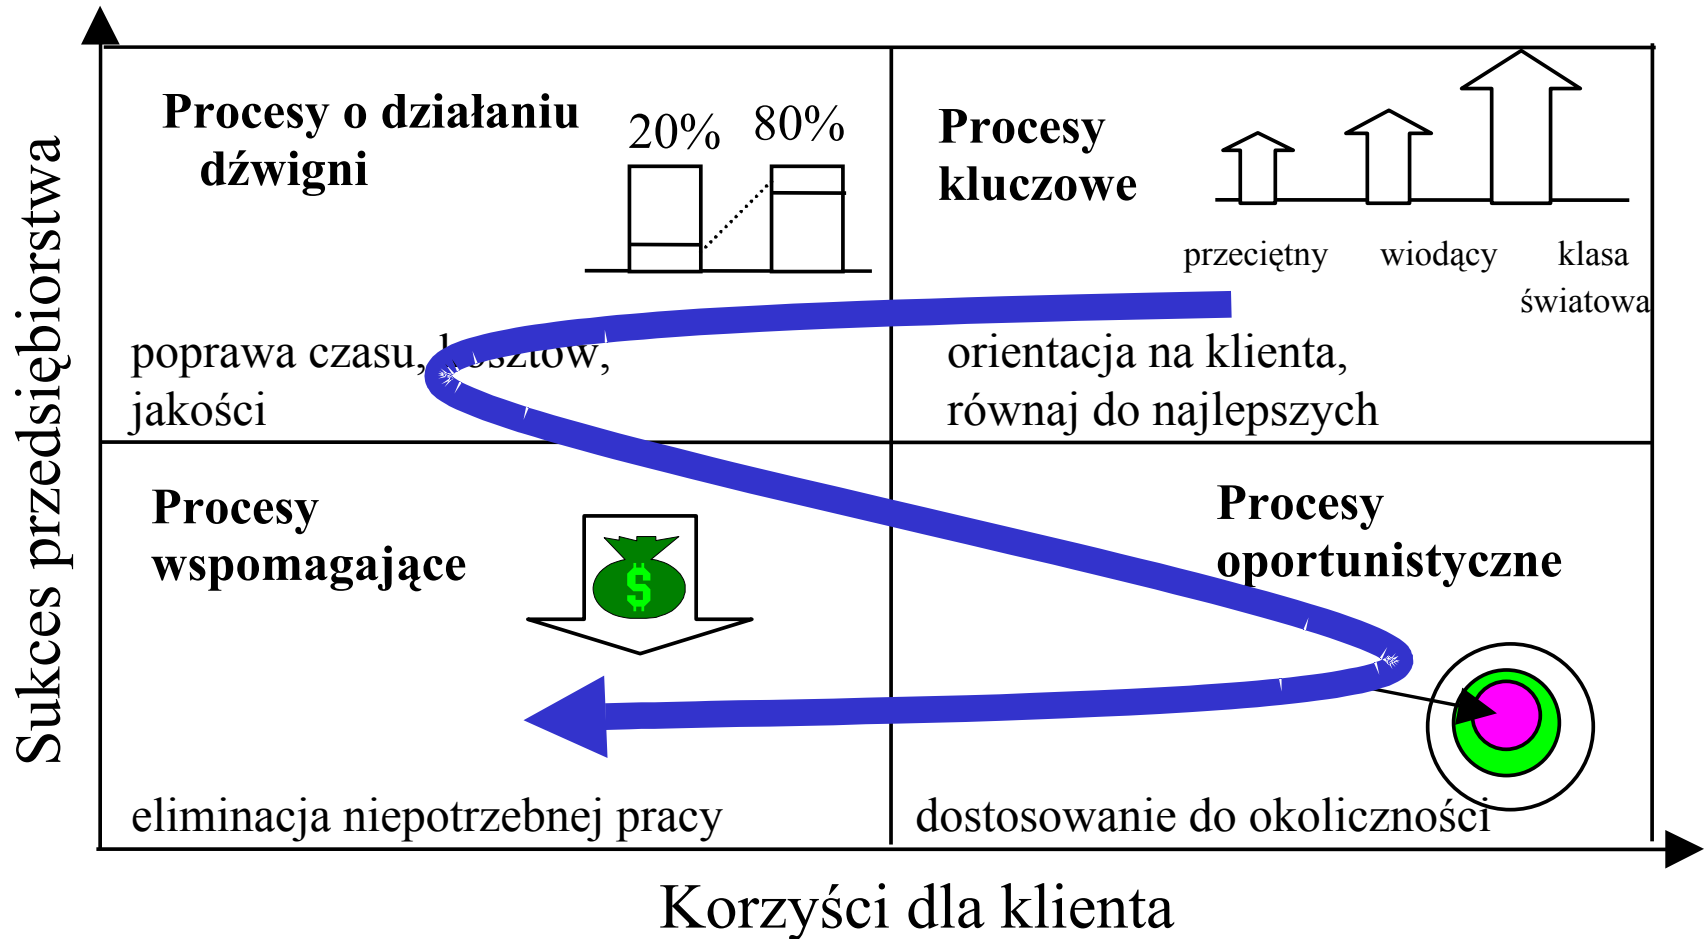 Sukces przedsiębiorstwa
Procesy o działaniu
dźwigni
20% 80%
poprawa czasu, kosztów,
jakości
Procesy
kluczowe
przeciętny wiodący klasa
światowa
orientacja na klienta,
równaj do najlepszych
Procesy
wspomagające
$
eliminacja niepotrzebnej pracy
Procesy
oportunistyczne
dostosowanie do okoliczności
Korzyści dla klienta